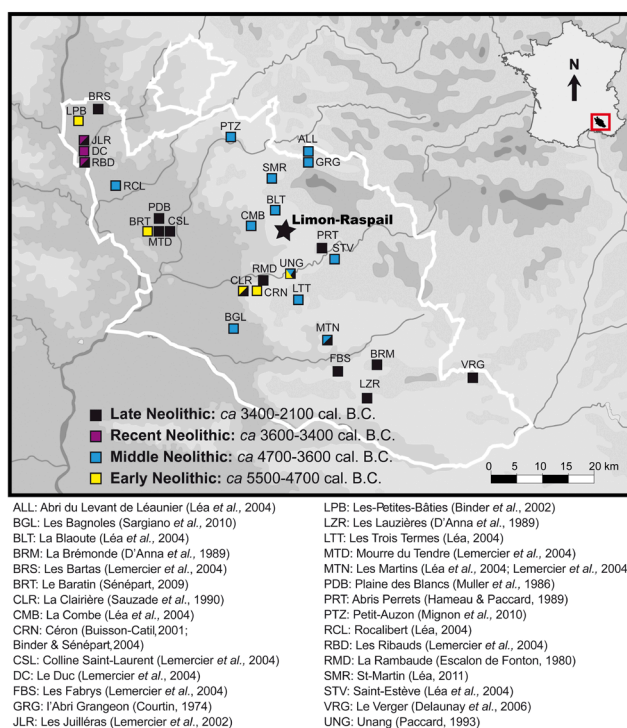 N
BRS
LPB
JLR
DC
RBD
PTZ
ALL
GRG
RCL
SMR
BLT
PDB
CMB
Limon-Raspail
BRT
CSL
MTD
PRT
STV
UNG
RMD
CLR
CRN
LTT
BGL
MTN
FBS
BRM
VRG
LZR
Late Neolithic: ca 3400-2100 cal. B.C.
Recent Neolithic: ca 3600-3400 cal. B.C.
Middle Neolithic: ca 4700-3600 cal. B.C.
Early Neolithic: ca 5500-4700 cal. B.C.
0 5 10 15 20 km
ALL: Abri du Levant de Léaunier (Léa et al., 2004)
BGL: Les Bagnoles (Sargiano et al., 2010)
BLT: La Blaoute (Léa et al., 2004)
BRM: La Brémonde (D'Anna et al., 1989)
BRS: Les Bartas (Lemercier et al., 2004)
BRT: Le Baratin (Sénépart, 2009)
CLR: La Clairière (Sauzade et al., 1990)
CMB: La Combe (Léa et al., 2004)
CRN: Céron (Buisson-Catil,2001;
Binder & Sénépart,2004)
CSL: Colline Saint-Laurent (Lemercier et al., 2004)
DC: Le Duc (Lemercier et al., 2004)
FBS: Les Fabrys (Lemercier et al., 2004)
GRG: l'Abri Grangeon (Courtin, 1974)
JLR: Les Juilléras (Lemercier et al., 2002)
LPB: Les-Petites-Bâties (Binder et al., 2002)
LZR: Les Lauzières (D'Anna et al., 1989)
LTT: Les Trois Termes (Léa, 2004)
MTD: Mourre du Tendre (Lemercier et al., 2004)
MTN: Les Martins (Léa et al., 2004; Lemercier et al., 2004
PDB: Plaine des Blancs (Muller et al., 1986)
PRT: Abris Perrets (Hameau & Paccard, 1989)
PTZ: Petit-Auzon (Mignon et al., 2010)
RCL: Rocalibert (Léa, 2004)
RBD: Les Ribauds (Lemercier et al., 2004)
RMD: La Rambaude (Escalon de Fonton, 1980)
SMR: St-Martin (Léa, 2011)
STV: Saint-Estève (Léa et al., 2004)
VRG: Le Verger (Delaunay et al., 2006)
UNG: Unang (Paccard, 1993)